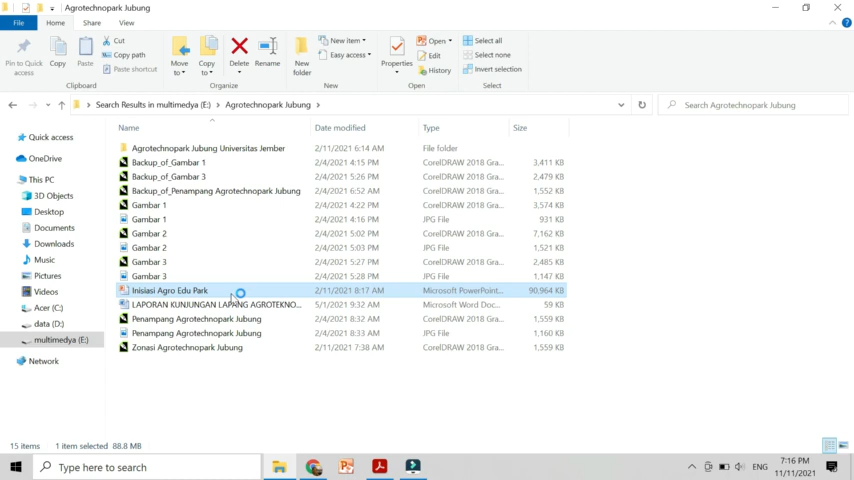 Agrotechnopark Jubung
File Home Share View
Pin to Quick access
Copy
Paste
Cut
Copy path
Paste shortcut
Clipboard
Move to
Copy to
Delete
Rename
Organize
New folder
New item
Easy access
New
Properties
Open
Edit
History
Open
Select all
Select none
Invert selection
Select
Search Results in multimedya (E:) > Agrotechnopark Jubung >
Search Agrotechnopark Jubung
Quick access
OneDrive
This PC
3D Objects
Desktop
Documents
Downloads
Music
Pictures
Videos
Acer (C:)
data (D:)
multimedya (E:)
Network
Name Date modified Type Size
Agrotechnopark Jubung Universitas Jember 2/11/2021 6:14 AM File folder
Backup_of_Gambar 1 2/4/2021 4:15 PM CorelDRAW 2018 Gra... 3,411 KB
Backup_of_Gambar 3 2/4/2021 5:26 PM CorelDRAW 2018 Gra... 2,479 KB
Backup_of_Penampang Agrotechnopark Jubung 2/4/2021 6:52 AM CorelDRAW 2018 Gra... 1,552 KB
Gambar 1 2/4/2021 4:22 PM CorelDRAW 2018 Gra... 3,574 KB
Gambar 1 2/4/2021 4:16 PM JPG File 931 KB
Gambar 2 2/4/2021 5:02 PM CorelDRAW 2018 Gra... 7,162 KB
Gambar 2 2/4/2021 5:03 PM JPG File 1,521 KB
Gambar 3 2/4/2021 5:27 PM CorelDRAW 2018 Gra... 2,485 KB
Gambar 3 2/4/2021 5:28 PM JPG File 1,147 KB
Inisiasi Agro Edu Park 2/11/2021 8:17 AM Microsoft PowerPoint... 90,964 KB
LAPORAN KUNJUNGAN LAPANG AGROTEKNO... 5/1/2021 9:32 AM Microsoft Word Doc... 59 KB
Penampang Agrotechnopark Jubung 2/4/2021 8:32 AM CorelDRAW 2018 Gra... 1,559 KB
Penampang Agrotechnopark Jubung 2/4/2021 8:33 AM JPG File 1,160 KB
Zonasi Agrotechnopark Jubung 2/11/2021 7:38 AM CorelDRAW 2018 Gra... 1,559 KB
15 items 1 item selected 88.8 MB
Type here to search
ENG
7:16 PM
11/11/2021